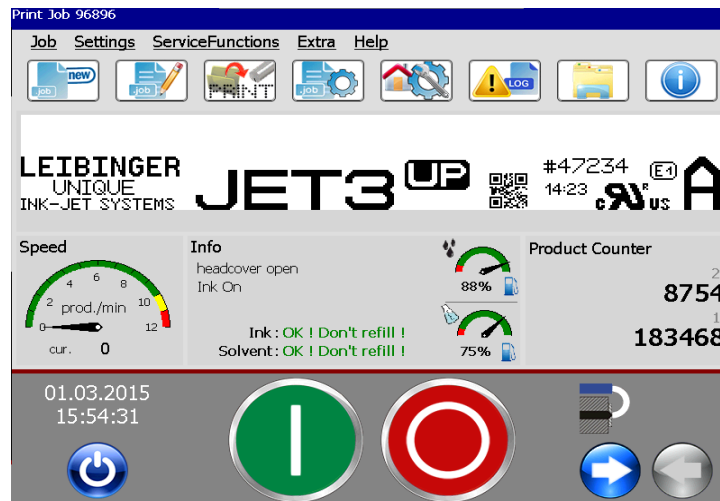 Print Job 96896
Job Settings ServiceFunctions Extra Help
.job new
.job
PRINT
.job
LOG
LEIBINGER
UNIQUE
INK-JET SYSTEMS
JET3 UP
#47234 E1
14:23 c US
A
Speed
2 4 6 8 10 12
0
prod./min
cur. 0
Info
headcover open
Ink On
Ink : OK ! Don't refill !
Solvent : OK ! Don't refill !
88%
75%
Product Counter
2
8754
1
183468
01.03.2015
15:54:31